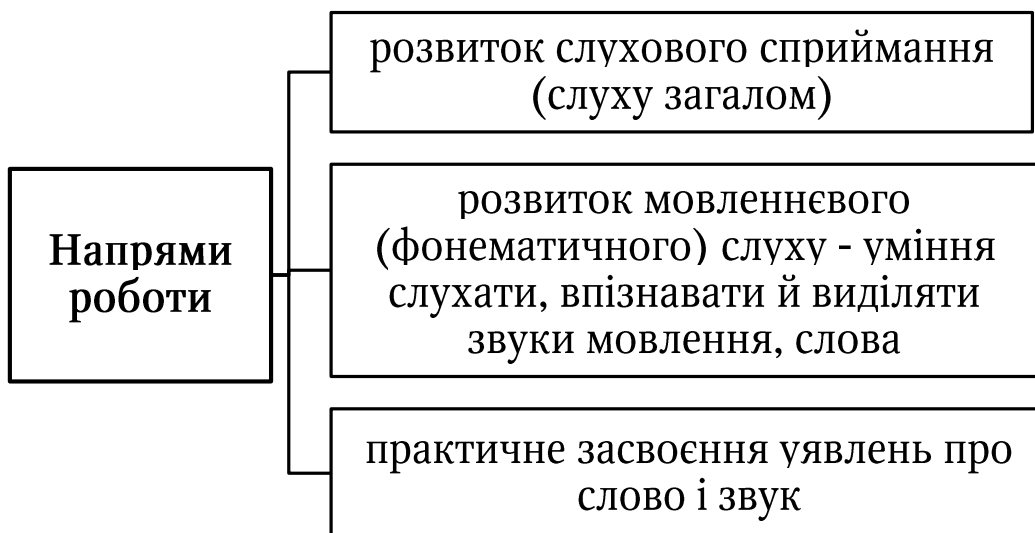 розвиток слухового сприймання
(слуху загалом)
Напрями
роботи
розвиток мовленнєвого
(фонематичного) слуху - уміння
слухати, впізнавати й виділяти
звуки мовлення, слова
практичне засвоєння уявлень про
слово і звук